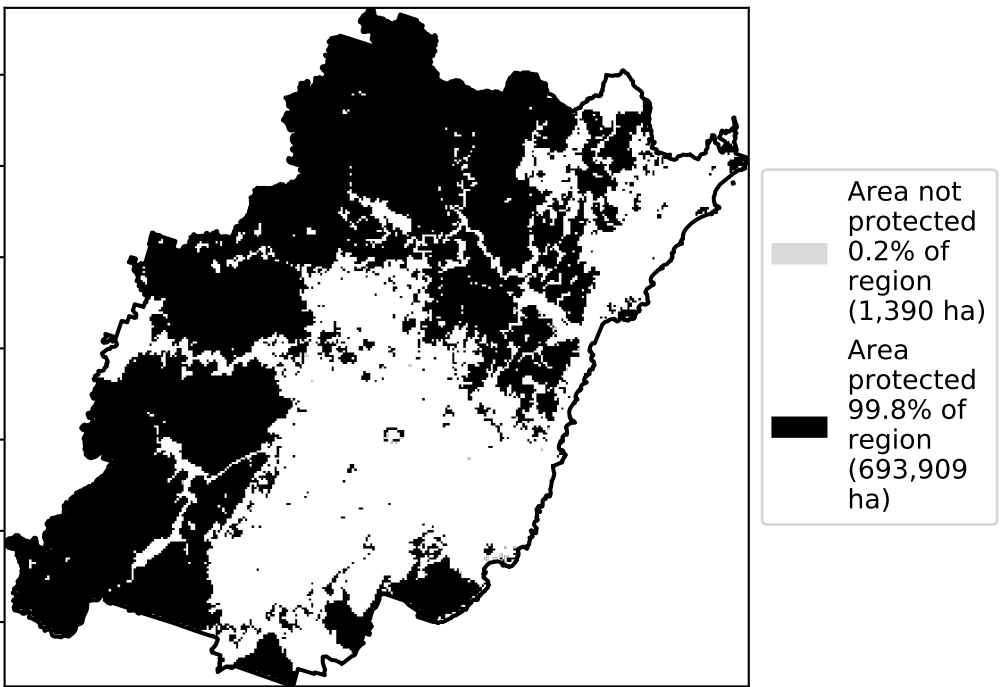 Area not
protected
0.2% of
region
(1,390 ha)
Area
protected
99.8% of
region
(693,909
ha)